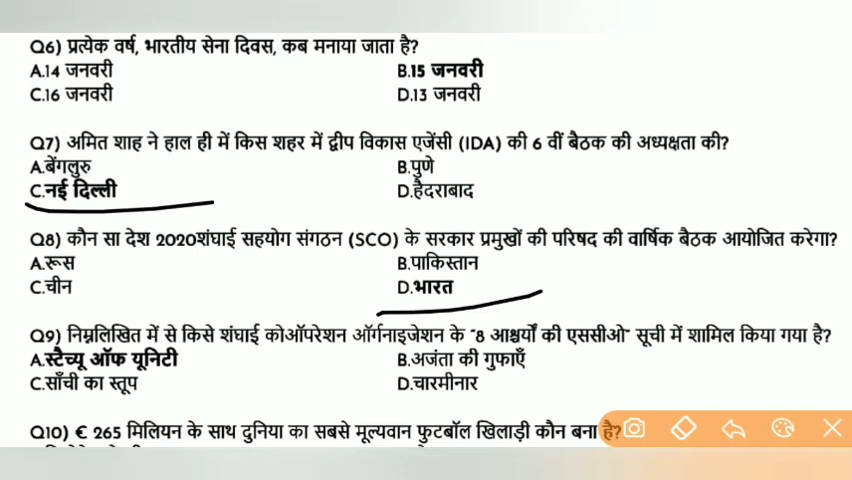 Q6) प्रत्येक वर्ष, भारतीय सेना दिवस, कब मनाया जाता है?
A.14 जनवरी B.15 जनवरी
C.16 जनवरी D.13 जनवरी
Q7) अमित शाह ने हाल ही में किस शहर में द्वीप विकास एजेंसी (IDA) की 6 वीं बैठक की अध्यक्षता की?
A.बेंगलुरु B.पुणे
C.नई दिल्ली D.हैदराबाद
Q8) कौन सा देश 2020शंघाई सहयोग संगठन (SCO) के सरकार प्रमुखों की परिषद की वार्षिक बैठक आयोजित करेगा?
A.रूस B.पाकिस्तान
C.चीन D.भारत
Q9) निम्नलिखित में से किसे शंघाई कोऑपरेशन ऑर्गनाइजेशन के "8 आश्चर्यों की एससीओ" सूची में शामिल किया गया है?
A.स्टैच्यू ऑफ यूनिटी B.अजंता की गुफाएँ
C.साँची का स्तूप D.चारमीनार
Q10) € 265 मिलियन के साथ दुनिया का सबसे मूल्यवान फुटबॉल खिलाड़ी कौन बना है?